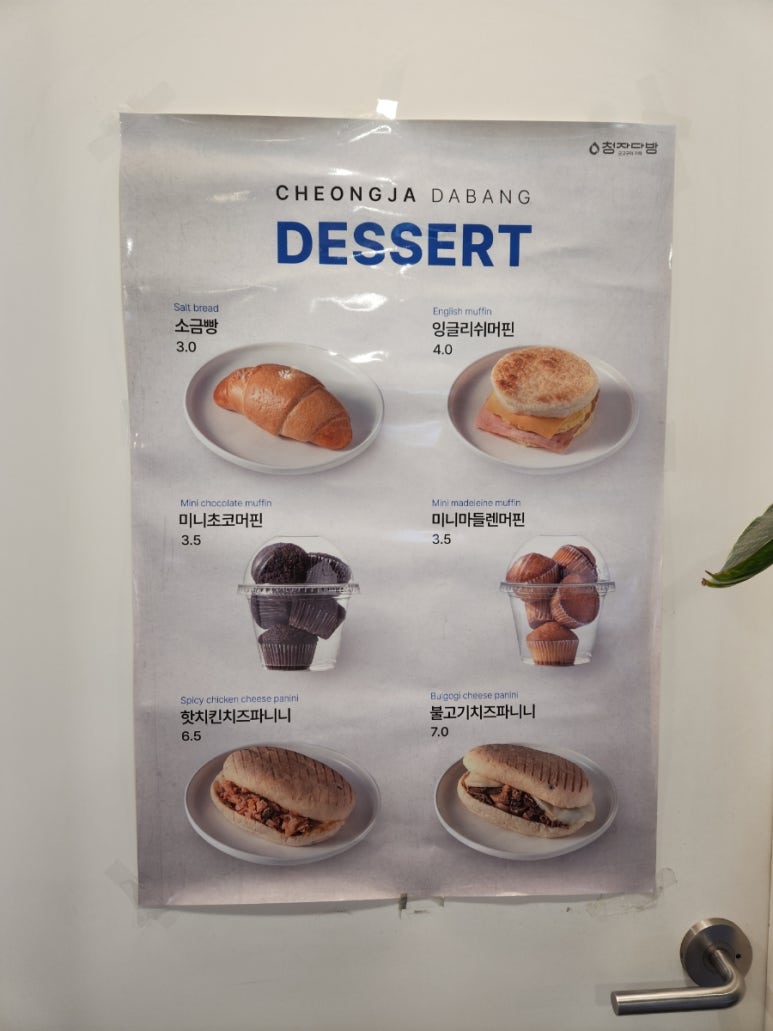 청자다방
CHEONGJA DABANG
DESSERT
Salt bread
소금빵
3.0
English muffin
잉글리쉬머핀
4.0
Mini chocolate muffin
미니초코머핀
3.5
Mini madeleine muffin
미니마들렌머핀
3.5
Spicy chicken cheese panini
핫치킨치즈파니니
6.5
Bulgogi cheese panini
불고기치즈파니니
7.0